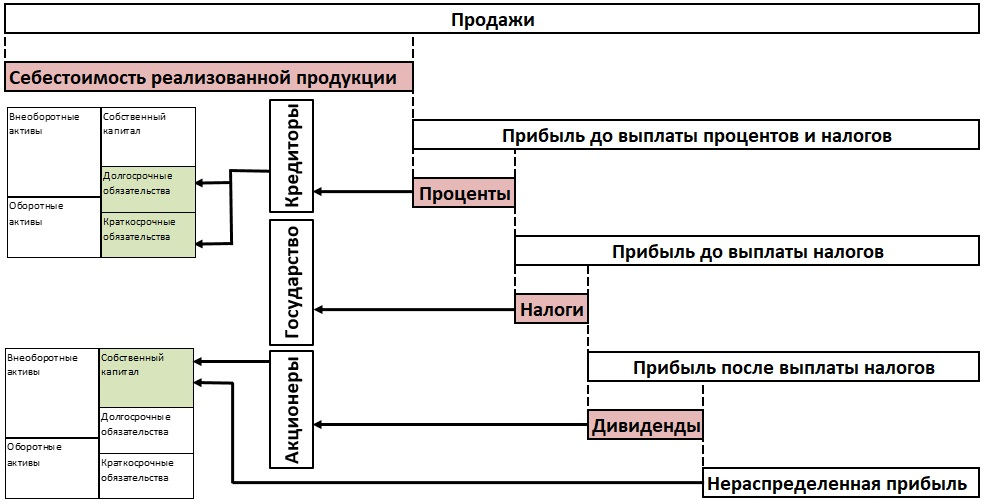 Продажи
Себестоимость реализованной продукции
Внеоборотные
активы
Собственный
капитал
Долгосрочные
обязательства
Оборотные
активы
Краткосрочные
обязательства
Кредиторы
Прибыль до выплаты процентов и налогов
Проценты
Государство
Прибыль до выплаты налогов
Налоги
Внеоборотные
активы
Собственный
капитал
Долгосрочные
обязательства
Оборотные
активы
Краткосрочные
обязательства
Акционеры
Прибыль после выплаты налогов
Дивиденды
Нераспределенная прибыль